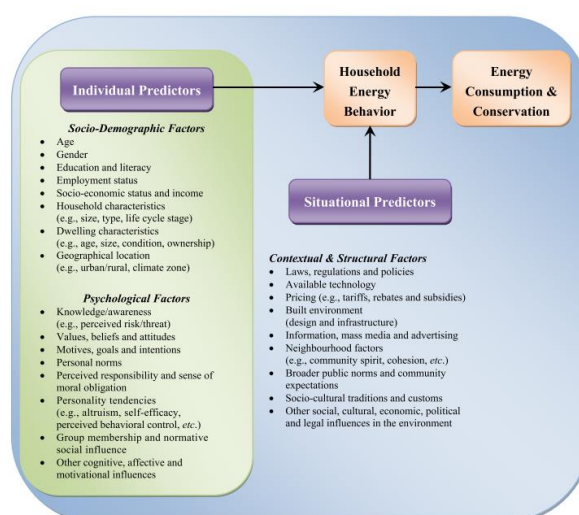 Individual Predictors
Household
Energy
Behavior
Energy
Consumption &
Conservation
Socio-Demographic Factors
• Age
• Gender
• Education and literacy
• Employment status
• Socio-economic status and income
• Household characteristics
(e.g., size, type, life cycle stage)
• Dwelling characteristics
(e.g., age, size, condition, ownership)
• Geographical location
(e.g., urban/rural, climate zone)
Psychological Factors
• Knowledge/awareness
(e.g., perceived risk/threat)
• Values, beliefs and attitudes
• Motives, goals and intentions
• Personal norms
• Perceived responsibility and sense of
moral obligation
• Personality tendencies
(e.g., altruism, self-efficacy,
perceived behavioral control, etc.)
• Group membership and normative
social influence
• Other cognitive, affective and
motivational influences
Situational Predictors
Contextual & Structural Factors
• Laws, regulations and policies
• Available technology
• Pricing (e.g., tariffs, rebates and subsidies)
• Built environment
(design and infrastructure)
• Information, mass media and advertising
• Neighbourhood factors
(e.g., community spirit, cohesion, etc.)
• Broader public norms and community
expectations
• Socio-cultural traditions and customs
• Other social, cultural, economic, political
and legal influences in the environment